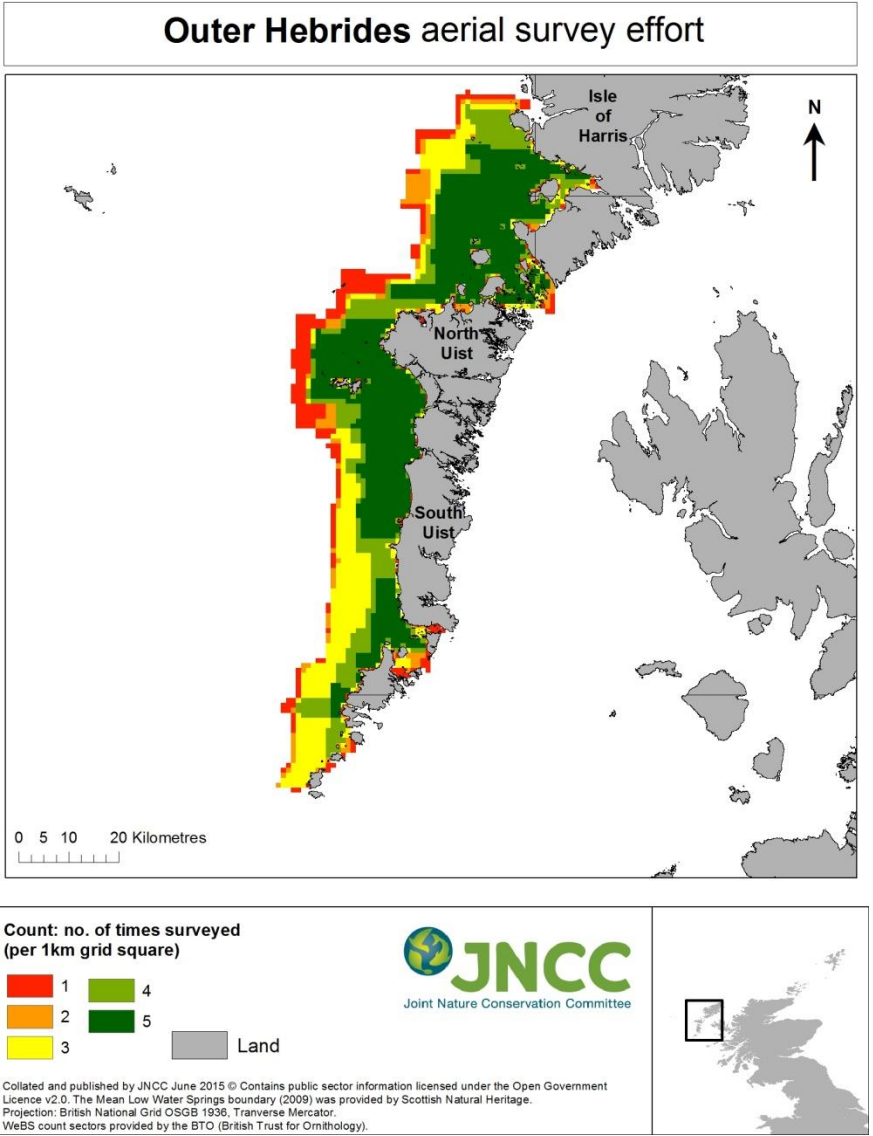 Outer Hebrides aerial survey effort
Isle
of
Harris
N
North
Uist
South
Uist
0 5 10 20 Kilometres
Count: no. of times surveyed
(per 1km grid square)
1
2
3
4
5
Land
JNCC
Joint Nature Conservation Committee
Collated and published by JNCC June 2015 © Contains public sector information licensed under the Open Government
Licence v2.0. The Mean Low Water Springs boundary (2009) was provided by Scottish Natural Heritage.
Projection: British National Grid OSGB 1936, Tranverse Mercator.
WeBS count sectors provided by the BTO (British Trust for Ornithology).